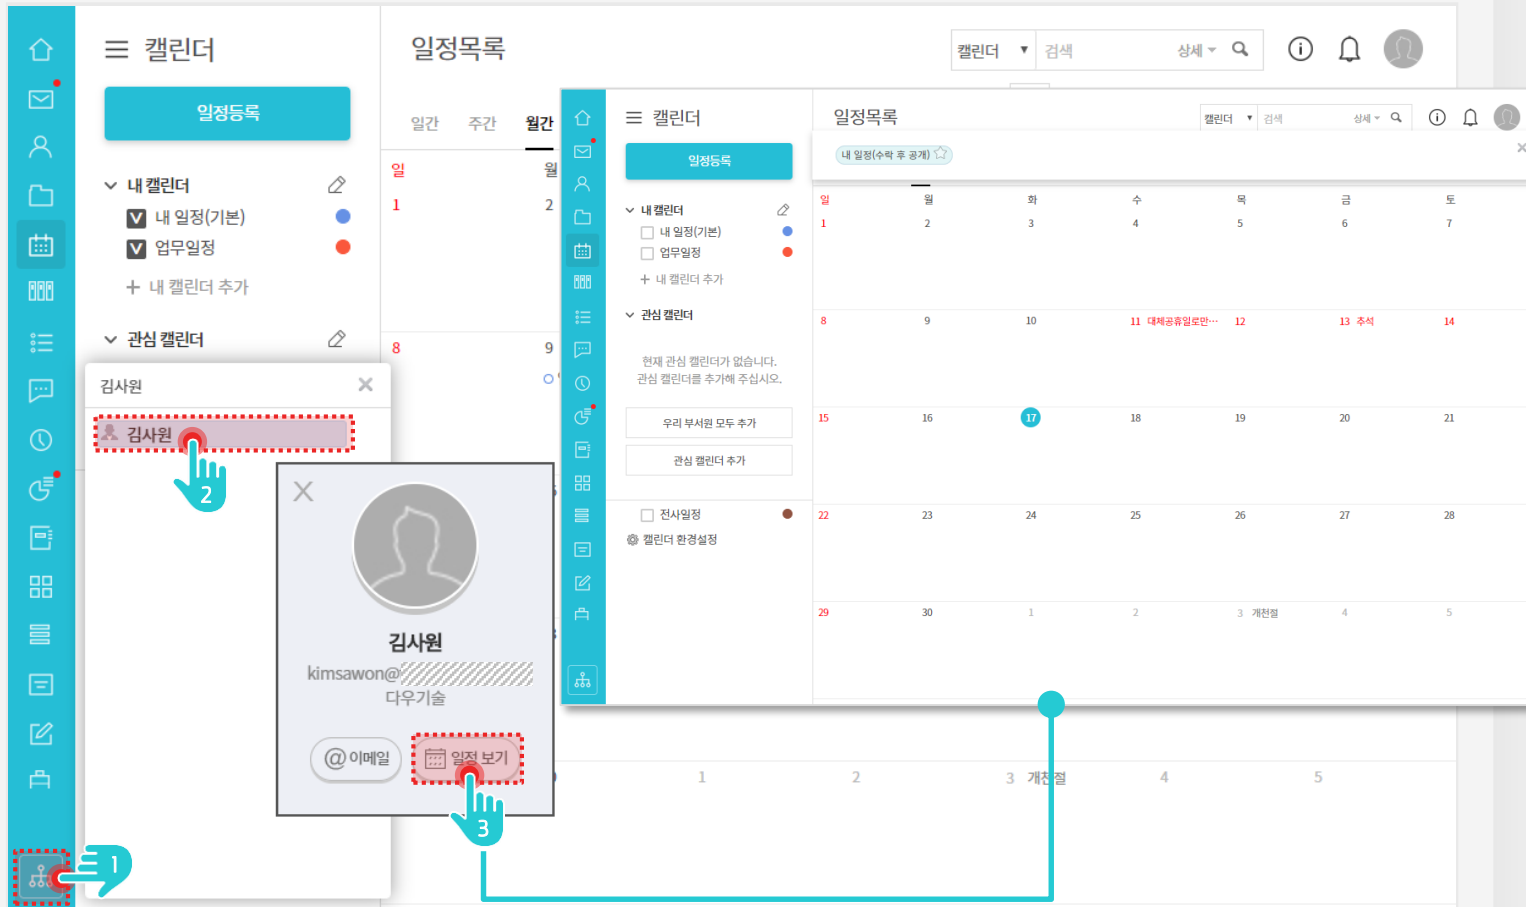 캘린더
일정목록
캘린더 ▼ 검색 상세
일정등록
일간 주간 월간
일 월
1 2
내 캘린더
V 내 일정(기본)
V 업무일정
+ 내 캘린더 추가
관심 캘린더
8 9
김사원
김사원
2
X
김사원
kimsawon@
다우기술
@ 이메일
일정 보기
3
1
1 2 3 개천절 4 5
캘린더
일정목록
캘린더 ▼ 검색 상세
일정등록
내 일정(수락 후 공개)
내 캘린더
내 일정(기본)
업무일정
+ 내 캘린더 추가
관심 캘린더
현재 관심 캘린더가 없습니다.
관심 캘린더를 추가해 주십시오.
우리 부서원 모두 추가
관심 캘린더 추가
전사일정
캘린더 환경설정
일 월 화 수 목 금 토
1 2 3 4 5 6 7
8 9 10 11 대체공휴일로만··· 12 13 추석 14
15 16 17 18 19 20 21
22 23 24 25 26 27 28
29 30 1 2 3 개천절 4 5